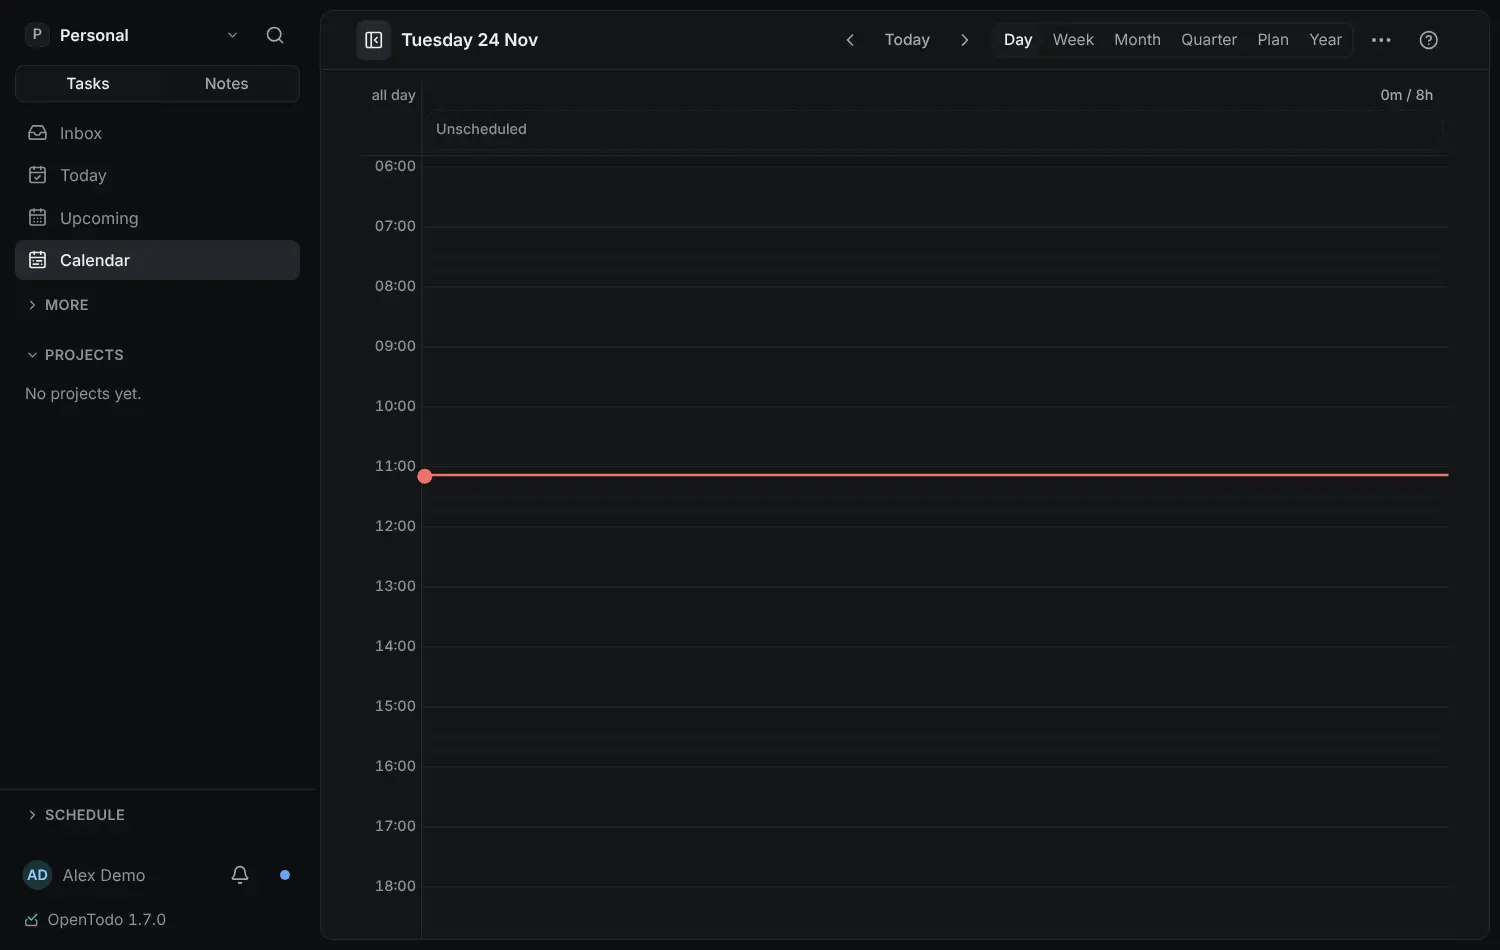 P Personal
Tasks Notes
Inbox
Today
Upcoming
Calendar
MORE
PROJECTS
No projects yet.
SCHEDULE
AD Alex Demo
OpenTodo 1.7.0
Tuesday 24 Nov
Today
Day Week Month Quarter Plan Year
all day
0m / 8h
Unscheduled
06:00
07:00
08:00
09:00
10:00
11:00
12:00
13:00
14:00
15:00
16:00
17:00
18:00